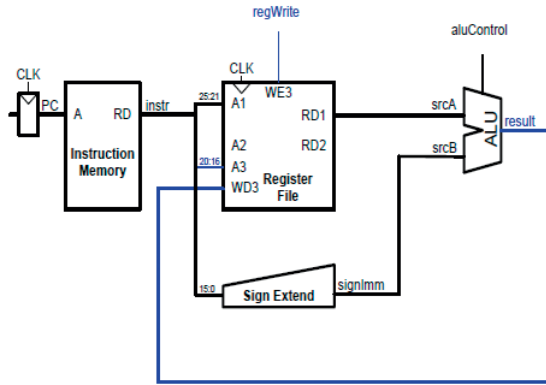 regWrite
aluControl
CLK
CLK
PC
A
RD
instr
25:21
A1
WE3
RD1
srcA
ALU
result
A2
RD2
Instruction
Memory
20:16
A3
srcB
WD3
Register
File
15:0
Sign Extend
signImm